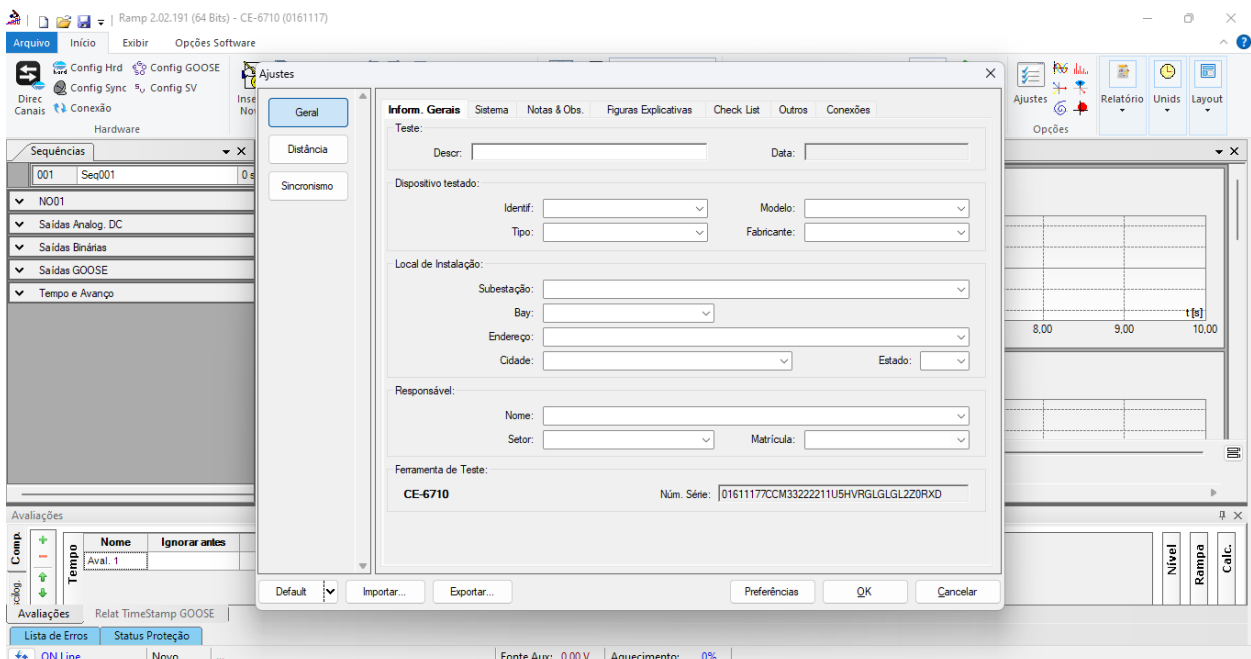 Ramp 2.02.191 (64 Bits) - CE-6710 (0161117)
Arquivo Início Exibir Opções Software
Config Hrd Config GOOSE
Config Sync Config SV
Direc Canais Conexão
Hardware
Ajustes
Relatório Unids Layout
Opções
Sequências
001 Seq001 0 s
NO01
Saídas Analog. DC
Saídas Binárias
Saídas GOOSE
Tempo e Avanço
Ajustes
Geral
Distância
Sincronismo
Inform. Gerais Sistema Notas & Obs. Figuras Explicativas Check List Outros Conexões
Teste:
Descr: Data:
Dispositivo testado:
Identif: Modelo:
Tipo: Fabricante:
Local de Instalação:
Subestação:
Bay:
Endereço:
Cidade: Estado:
Responsável:
Nome:
Setor: Matrícula:
Ferramenta de Teste:
CE-6710 Núm. Série: 01611177CCM33222211U5HVRGLGLGL2Z0RXD
Default Importar... Exportar... Preferências OK Cancelar
t[s]
8,00 9,00 10,00
Avaliações
Comp.
Tempo
Nome Ignorar antes
Aval. 1
Nível
Rampa
Calc.
Avaliações Relat TimeStamp GOOSE
Lista de Erros Status Proteção
ON Line Novo ... Fonte Aux: 0,00 V Aquecimento: 0%